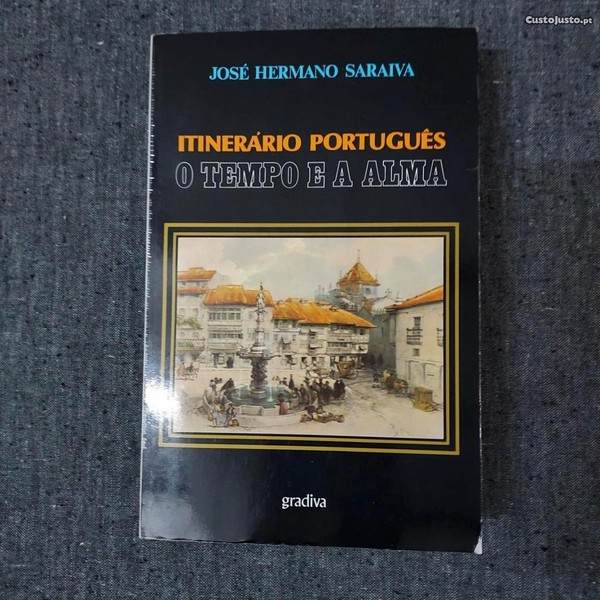 CustoJusto.pt
JOSÉ HERMANO SARAIVA
ITINERÁRIO PORTUGUÊS
O TEMPO E A ALMA
gradiva